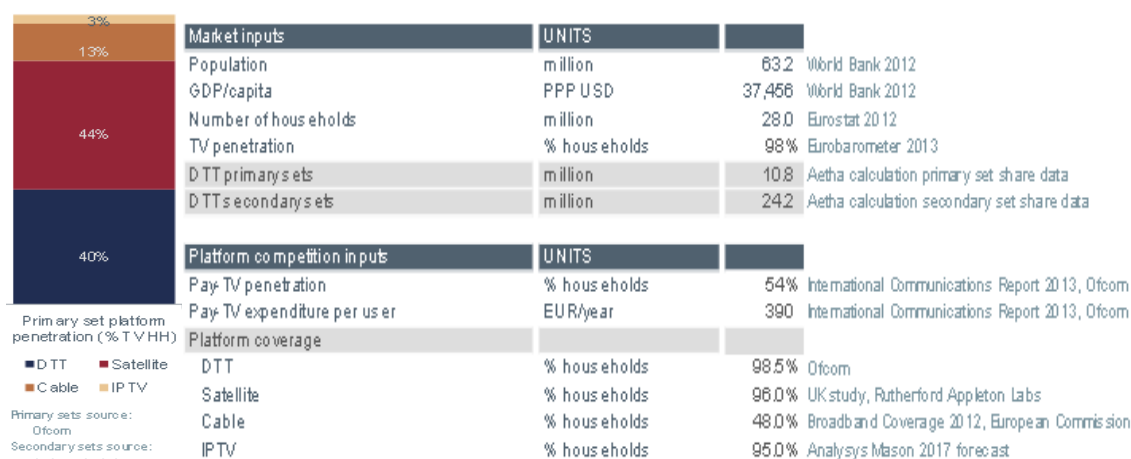 3%
13%
44%
40%
Primary set platform
penetration (% TV HH)
DTT Satellite
Cable IPTV
Primary sets source:
Ofcom
Secondary sets source:
Market inputs UNITS
Population million 63.2 World Bank 2012
GDP/capita PPP USD 37,456 World Bank 2012
Number of households million 28.0 Eurostat 2012
TV penetration % households 98% Eurobarometer 2013
DTT primary sets million 10.8 Aetha calculation primary set share data
DTT secondary sets million 24.2 Aetha calculation secondary set share data
Platform competition inputs UNITS
Pay-TV penetration % households 54% International Communications Report 2013, Ofcom
Pay-TV expenditure per user EUR/year 390 International Communications Report 2013, Ofcom
Platform coverage
DTT % households 98.5% Ofcom
Satellite % households 96.0% UK study, Rutherford Appleton Labs
Cable % households 48.0% Broadband Coverage 2012, European Commission
IPTV % households 95.0% Analysys Mason 2017 forecast